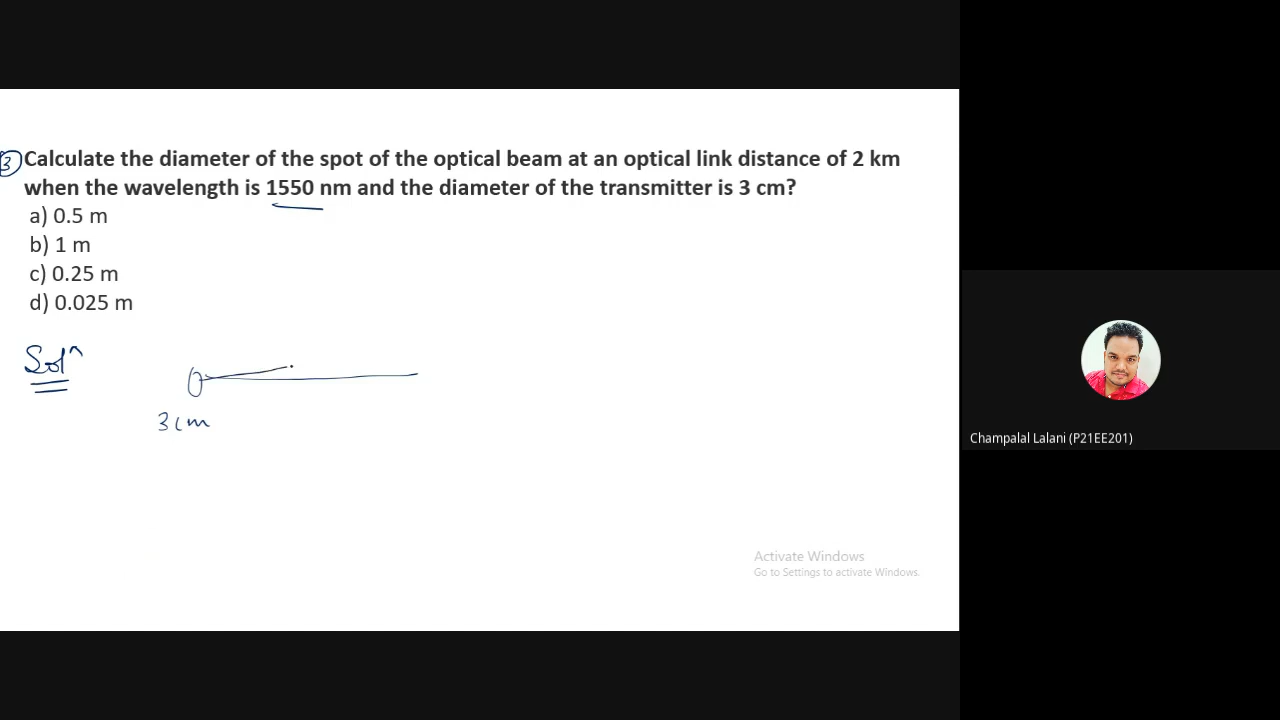 3 Calculate the diameter of the spot of the optical beam at an optical link distance of 2 km
when the wavelength is 1550 nm and the diameter of the transmitter is 3 cm?
a) 0.5 m
b) 1 m
c) 0.25 m
d) 0.025 m
Solⁿ
3cm
Activate Windows
Go to Settings to activate Windows.
Champalal Lalani (P21EE201)